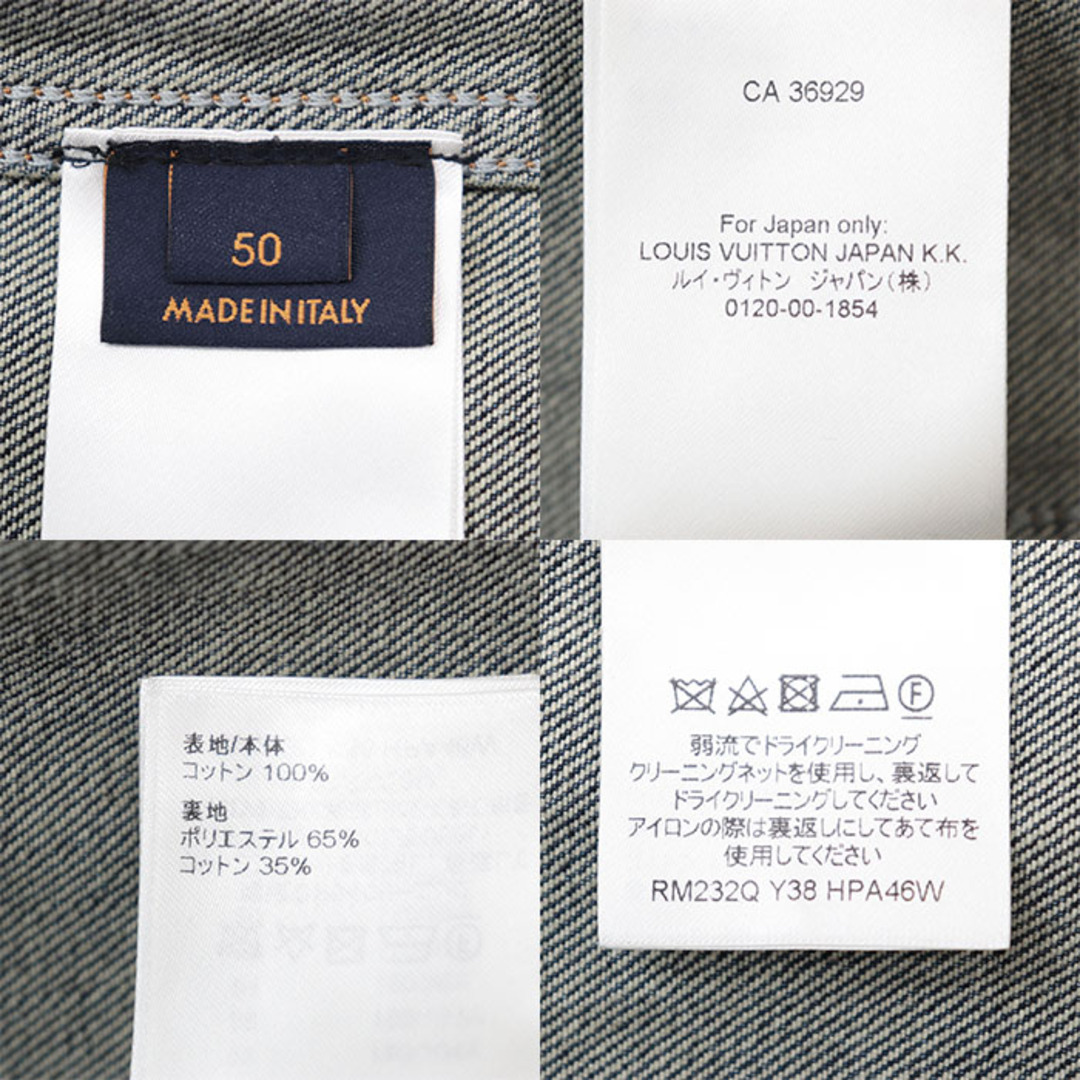 50
MADE IN ITALY
CA 36929
For Japan only:
LOUIS VUITTON JAPAN K.K.
ルイ・ヴィトン ジャパン(株)
0120-00-1854
表地/本体
コットン 100%
裏地
ポリエステル 65%
コットン 35%
F
弱流でドライクリーニング
クリーニングネットを使用し、裏返して
ドライクリーニングしてください
アイロンの際は裏返しにしてあて布を
使用してください
RM232Q Y38 HPA46W